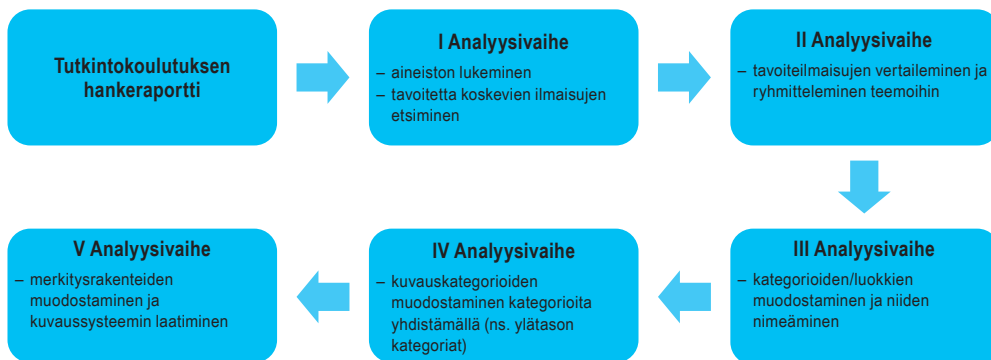 Tutkintokoulutuksen
hankeraportti
I Analyysivaihe
– aineiston lukeminen
– tavoitetta koskevien ilmaisujen
etsiminen
II Analyysivaihe
– tavoiteilmaisujen vertaileminen ja
ryhmitteleminen teemoihin
III Analyysivaihe
– kategorioiden/luokkien
muodostaminen ja niiden
nimeäminen
IV Analyysivaihe
– kuvauskategorioiden
muodostaminen kategorioita
yhdistämällä (ns. ylätason
kategoriat)
V Analyysivaihe
– merkitysrakenteiden
muodostaminen ja
kuvaussysteemin laatiminen